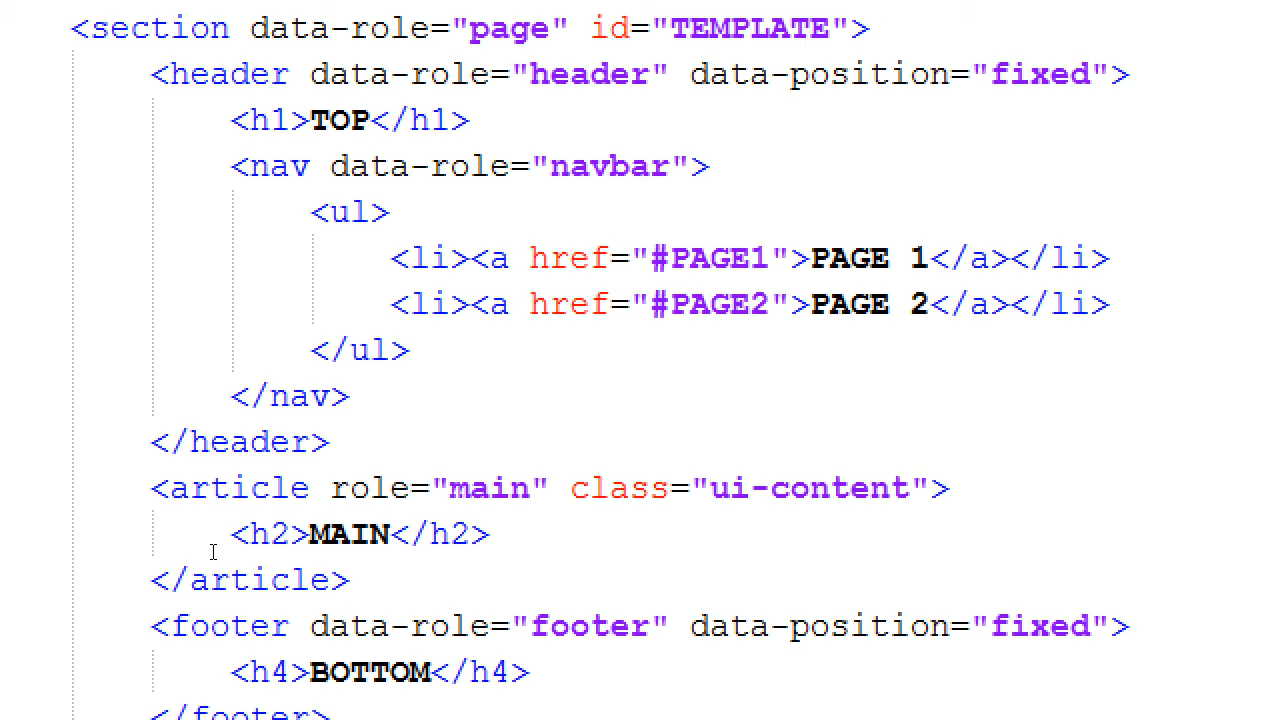 <section data-role="page" id="TEMPLATE">
<header data-role="header" data-position="fixed">
<h1>TOP</h1>
<nav data-role="navbar">
<ul>
<li><a href="#PAGE1">PAGE 1</a></li>
<li><a href="#PAGE2">PAGE 2</a></li>
</ul>
</nav>
</header>
<article role="main" class="ui-content">
<h2>MAIN</h2>
</article>
<footer data-role="footer" data-position="fixed">
<h4>BOTTOM</h4>
</footer>